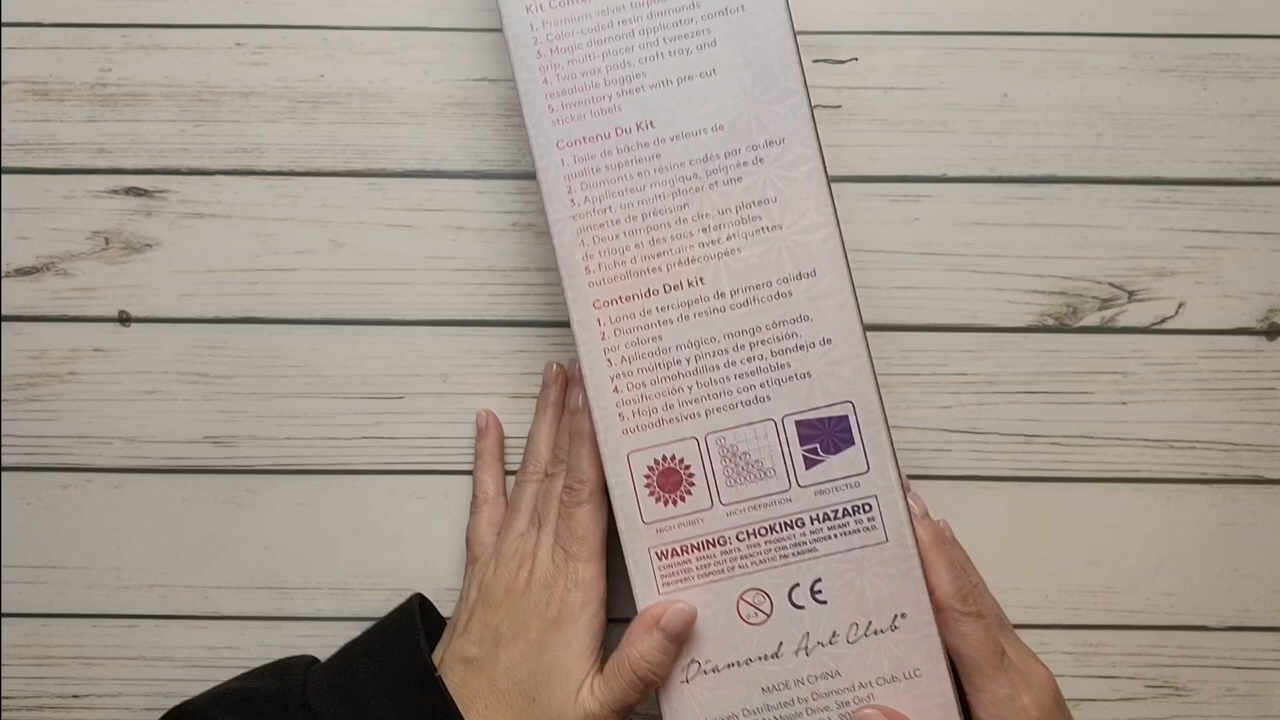 Kit Conten
1. Premium velvet tarpau
2. Color-coded resin diamonds
3. Magic diamond applicator, comfort
grip, multi-placer and tweezers
4. Two wax pads, craft tray, and
resealable baggies
5. Inventory sheet with pre-cut
sticker labels
Contenu Du Kit
1. Toile de bâche de velours de
qualité supérieure
2. Diamants en résine codés par couleur
3. Applicateur magique, poignée de
confort, un multi-placer et une
pincette de précision
4. Deux tampons de cire, un plateau
de triage et des sacs refermables
5. Fiche d'inventaire avec étiquettes
autocollantes prédécoupées
Contenido Del kit
1. Lona de terciopelo de primera calidad
2. Diamantes de resina codificados
por colores
3. Aplicador mágico, mango cómodo,
yeso múltiple y pinzas de precisión.
4. Dos almohadillas de cera, bandeja de
clasificación y bolsas resellables
5. Hoja de inventario con etiquetas
autoadhesivas precortadas
HIGH PURITY HIGH DEFINITION PROTECTED
WARNING: CHOKING HAZARD
CONTAINS SMALL PARTS. THIS PRODUCT IS NOT MEANT TO BE
INGESTED. KEEP OUT OF REACH OF CHILDREN UNDER 8 YEARS OLD.
PROPERLY DISPOSE OF ALL PLASTIC PACKAGING.
0-3 CE
Diamond Art Club®
MADE IN CHINA
Distributed by Diamond Art Club, LLC
Maple Drive, Ste Grd1